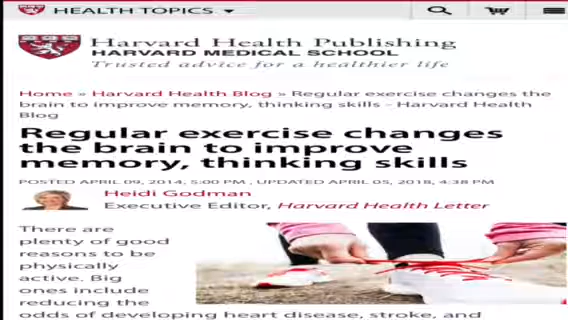 HEALTH TOPICS
Harvard Health Publishing
HARVARD MEDICAL SCHOOL
Trusted advice for a healthier life
Home » Harvard Health Blog » Regular exercise changes the
brain to improve memory, thinking skills - Harvard Health
Blog
Regular exercise changes
the brain to improve
memory, thinking skills
POSTED APRIL 09, 2014, 5:00 PM , UPDATED APRIL 05, 2018, 4:38 PM
Heidi Godman
Executive Editor, Harvard Health Letter
There are
plenty of good
reasons to be
physically
active. Big
ones include
reducing the
odds of developing heart disease, stroke, and